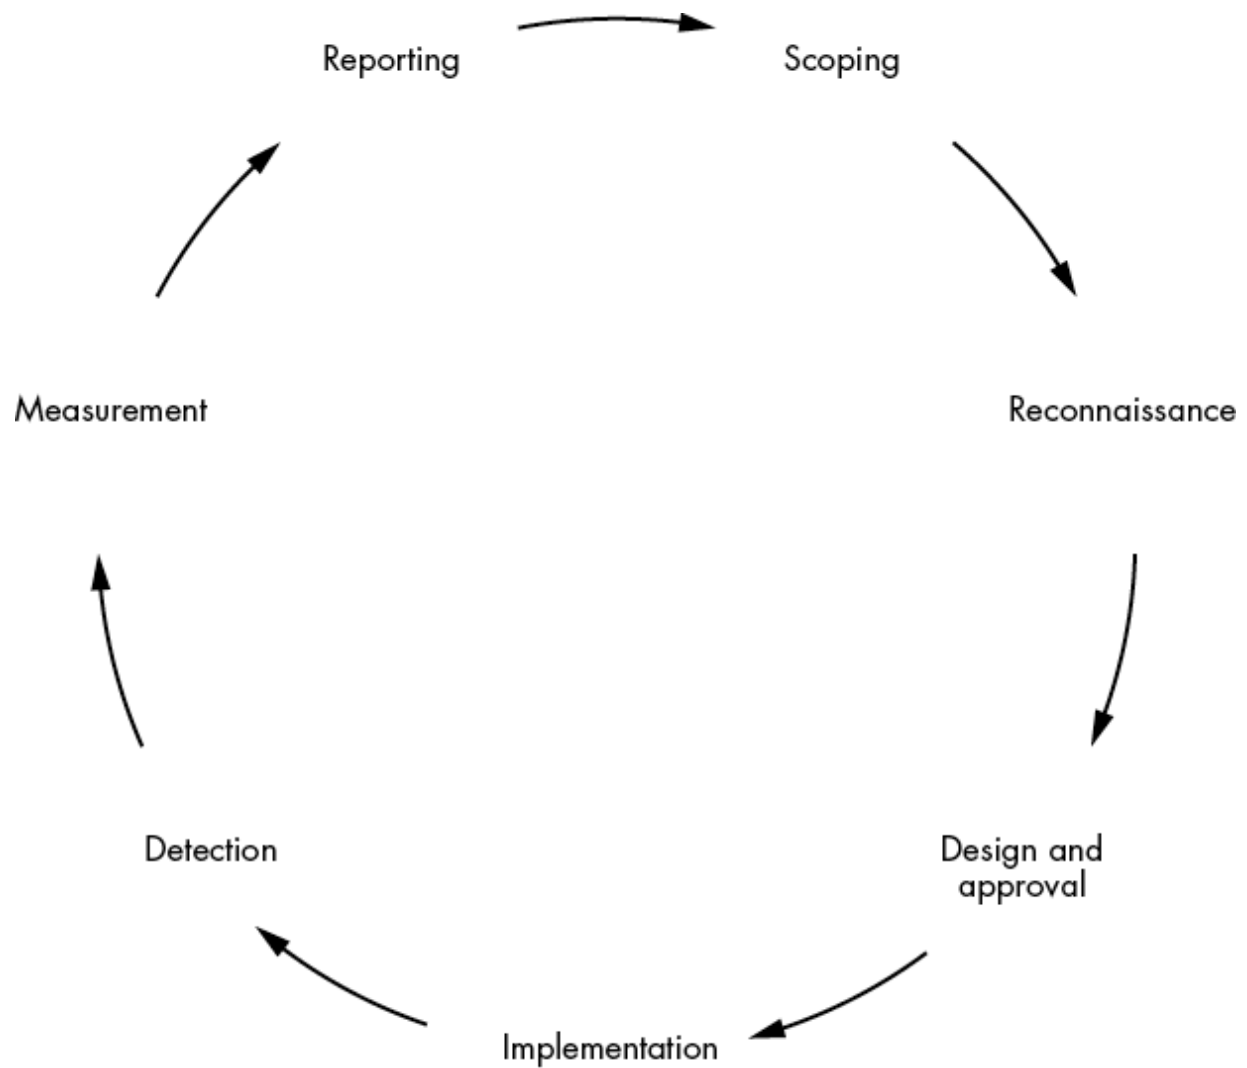 Reporting
Scoping
Measurement
Reconnaissance
Detection
Design and
approval
Implementation